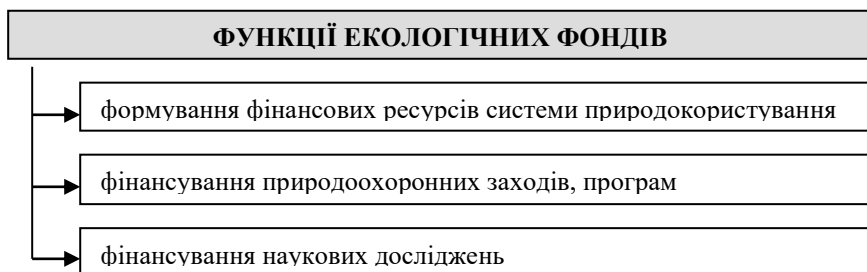 ФУНКЦІЇ ЕКОЛОГІЧНИХ ФОНДІВ
формування фінансових ресурсів системи природокористування
фінансування природоохоронних заходів, програм
фінансування наукових досліджень